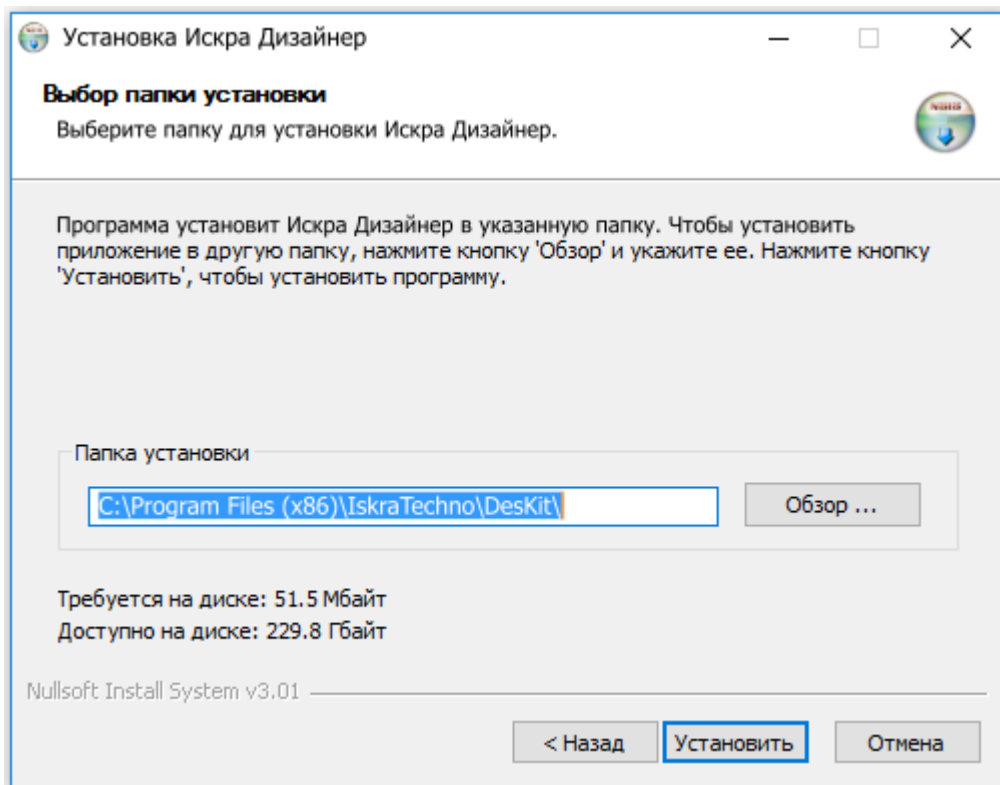 Установка Искра Дизайнер
Выбор папки установки
Выберите папку для установки Искра Дизайнер.
Программа установит Искра Дизайнер в указанную папку. Чтобы установить
приложение в другую папку, нажмите кнопку 'Обзор' и укажите ее. Нажмите кнопку
'Установить', чтобы установить программу.
Папка установки
C:\Program Files (x86)\IskraTechno\DesKit\
Обзор ...
Требуется на диске: 51.5 Мбайт
Доступно на диске: 229.8 Гбайт
Nullsoft Install System v3.01
< Назад
Установить
Отмена